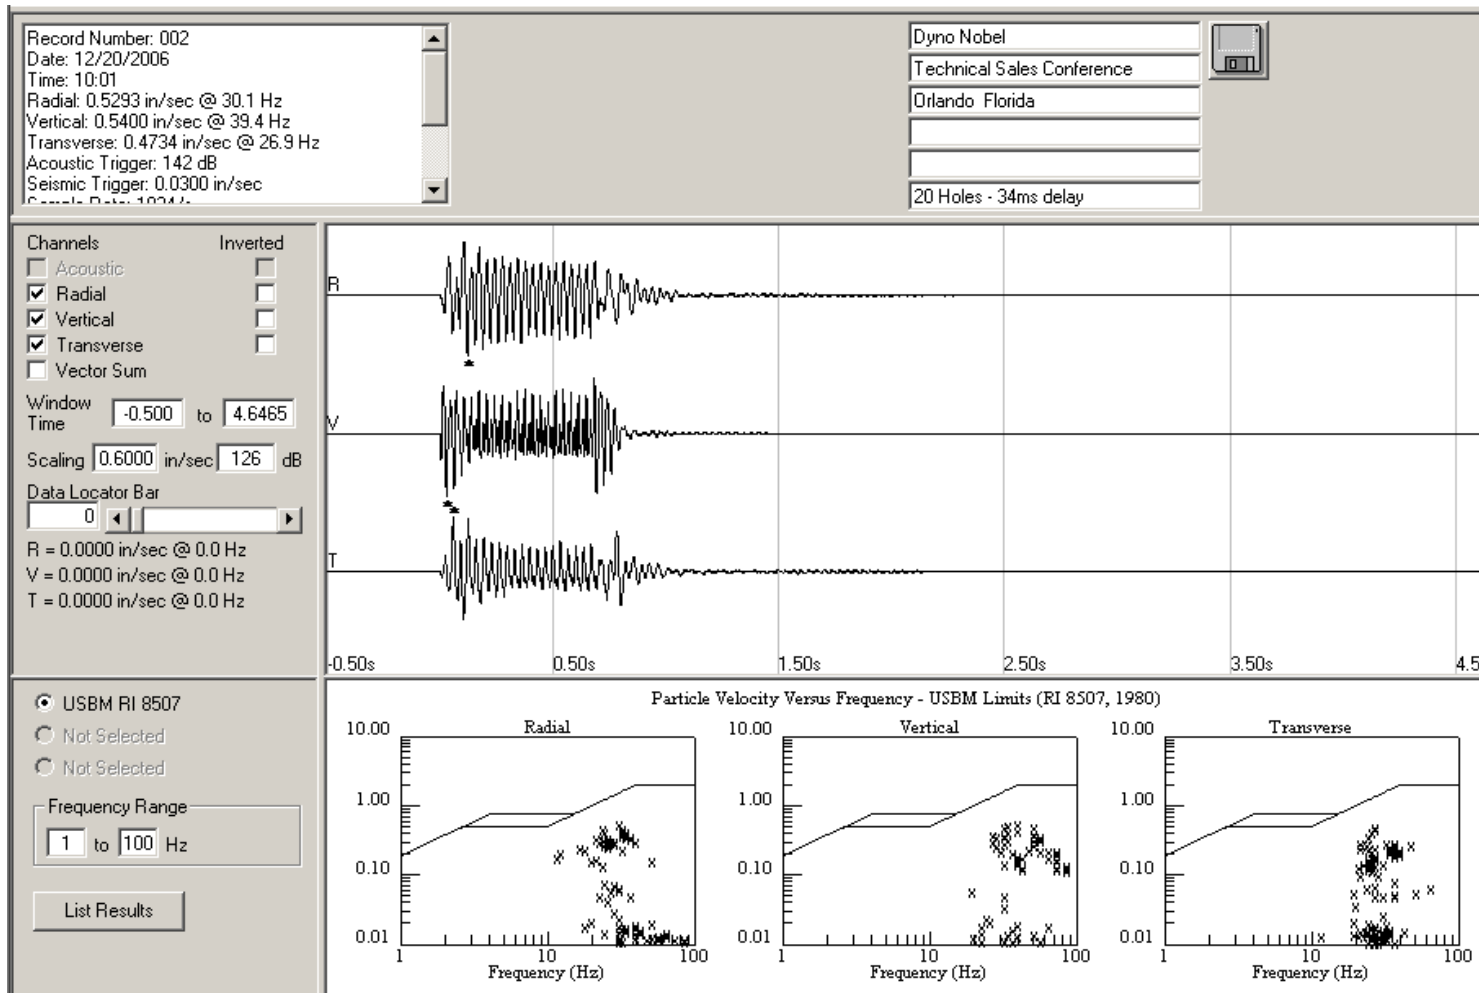 Record Number: 002
Date: 12/20/2006
Time: 10:01
Radial: 0.5293 in/sec @ 30.1 Hz
Vertical: 0.5400 in/sec @ 39.4 Hz
Transverse: 0.4734 in/sec @ 26.9 Hz
Acoustic Trigger: 142 dB
Seismic Trigger: 0.0300 in/sec
Sample Rate: 1024/s
Dyno Nobel
Technical Sales Conference
Orlando Florida
20 Holes - 34ms delay
Channels Inverted
Acoustic
Radial
Vertical
Transverse
Vector Sum
Window Time -0.500 to 4.6465
Scaling 0.6000 in/sec 126 dB
Data Locator Bar
0
R = 0.0000 in/sec @ 0.0 Hz
V = 0.0000 in/sec @ 0.0 Hz
T = 0.0000 in/sec @ 0.0 Hz
R
V
T
-0.50s 0.50s 1.50s 2.50s 3.50s 4.5
USBM RI 8507
Not Selected
Not Selected
Frequency Range
1 to 100 Hz
List Results
Particle Velocity Versus Frequency - USBM Limits (RI 8507, 1980)
Radial
10.00
1.00
0.10
0.01
1 10 100
Frequency (Hz)
Vertical
10.00
1.00
0.10
0.01
1 10 100
Frequency (Hz)
Transverse
10.00
1.00
0.10
0.01
1 10 100
Frequency (Hz)